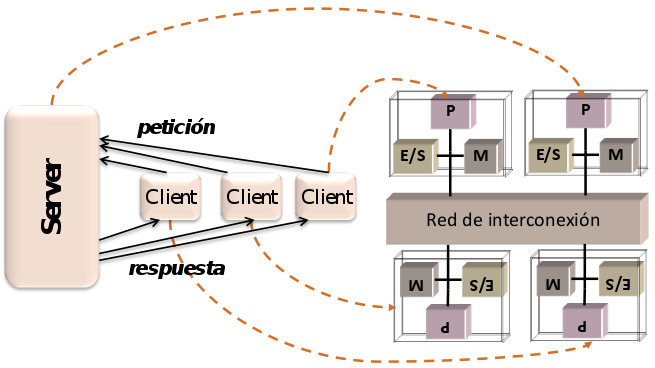 Server
petición
Client
Client
Client
respuesta
P
E/S
M
P
E/S
M
Red de interconexión
M
E/S
P
M
E/S
P